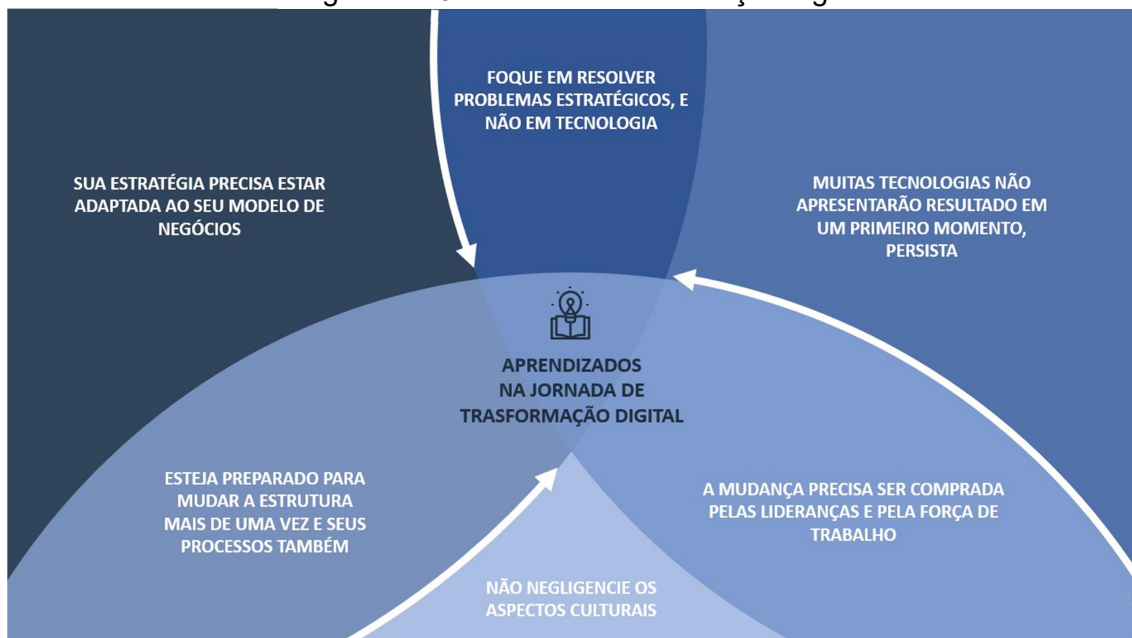 FOQUE EM RESOLVER
PROBLEMAS ESTRATÉGICOS, E
NÃO EM TECNOLOGIA
SUA ESTRATÉGIA PRECISA ESTAR
ADAPTADA AO SEU MODELO DE
NEGÓCIOS
MUITAS TECNOLOGIAS NÃO
APRESENTARÃO RESULTADO EM
UM PRIMEIRO MOMENTO,
PERSISTA
APRENDIZADOS
NA JORNADA DE
TRASFORMAÇÃO DIGITAL
ESTEJA PREPARADO PARA
MUDAR A ESTRUTURA
MAIS DE UMA VEZ E SEUS
PROCESSOS TAMBÉM
A MUDANÇA PRECISA SER COMPRADA
PELAS LIDERANÇAS E PELA FORÇA DE
TRABALHO
NÃO NEGLIGENCIE OS
ASPECTOS CULTURAIS